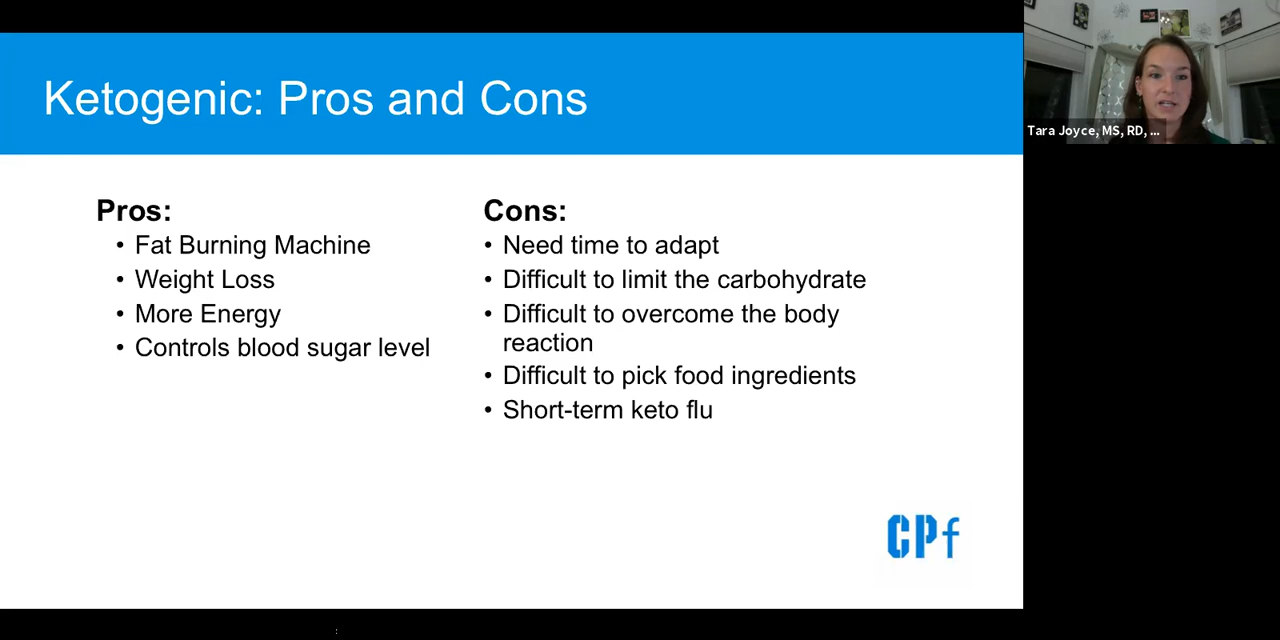 Ketogenic: Pros and Cons
Tara Joyce, MS, RD, ...
Pros:
• Fat Burning Machine
• Weight Loss
• More Energy
• Controls blood sugar level
Cons:
• Need time to adapt
• Difficult to limit the carbohydrate
• Difficult to overcome the body
reaction
• Difficult to pick food ingredients
• Short-term keto flu
CPf